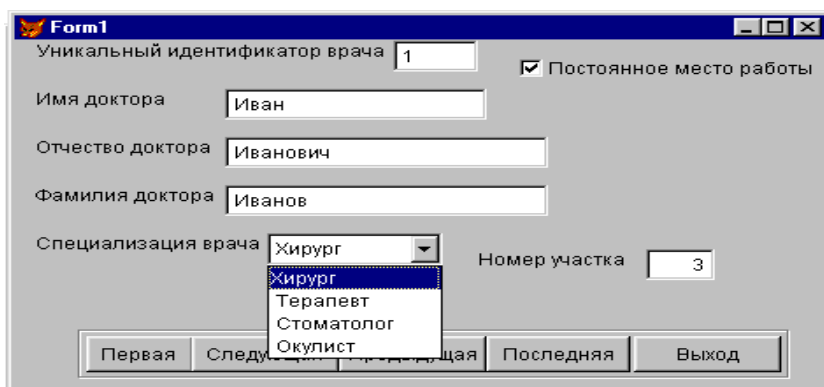 Form1
Уникальный идентификатор врача 1
Постоянное место работы
Имя доктора Иван
Отчество доктора Иванович
Фамилия доктора Иванов
Специализация врача Хирург
Номер участка 3
Хирург
Терапевт
Стоматолог
Окулист
Первая Последняя Выход